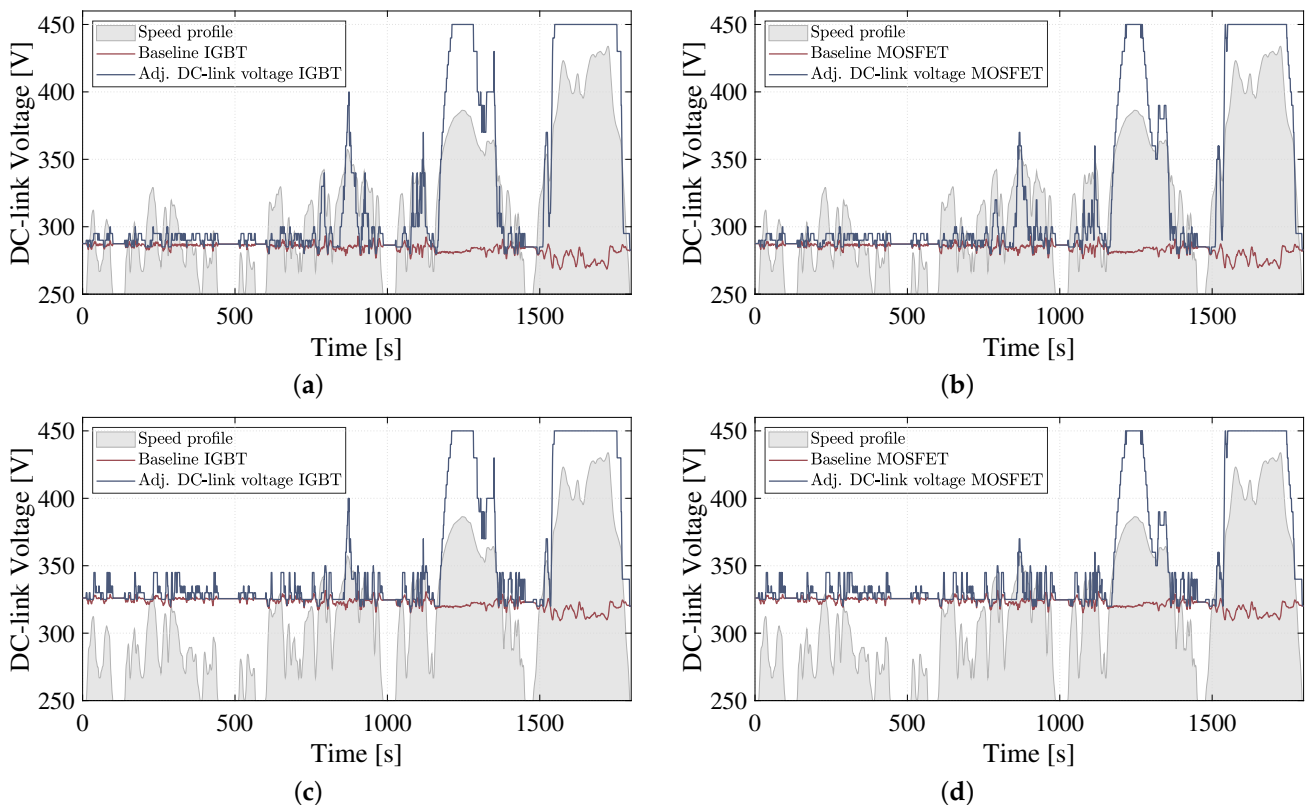 DC-link Voltage [V]
450
400
350
300
250
Speed profile
Baseline IGBT
Adj. DC-link voltage IGBT
0
500
1000
1500
Time [s]
(a)
DC-link Voltage [V]
450
400
350
300
250
Speed profile
Baseline MOSFET
Adj. DC-link voltage MOSFET
0
500
1000
1500
Time [s]
(b)
DC-link Voltage [V]
450
400
350
300
250
Speed profile
Baseline IGBT
Adj. DC-link voltage IGBT
0
500
1000
1500
Time [s]
(c)
DC-link Voltage [V]
450
400
350
300
250
Speed profile
Baseline MOSFET
Adj. DC-link voltage MOSFET
0
500
1000
1500
Time [s]
(d)